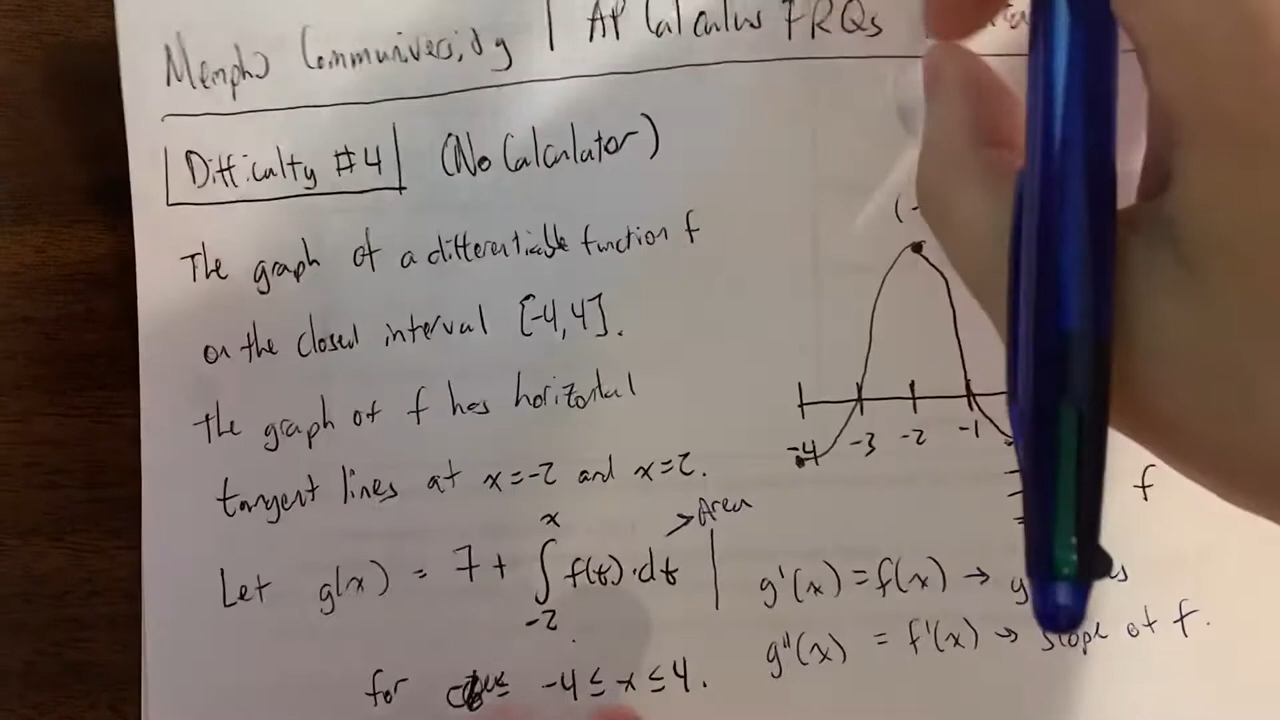 Mempho Communiversidy | AP Calculus FRQs
Difficulty #4 (No Calculator)
The graph of a differentiable function f
on the closed interval [-4,4].
the graph of f has horizontal
tangent lines at x=-2 and x=2.
Let g(x) = 7 + ∫_{-2}^{x} f(t)·dt > Area
for -4 ≤ x ≤ 4.
(-
-4 -3 -2 -1
f
g'(x) = f(x) →
g''(x) = f'(x) → slope of f.